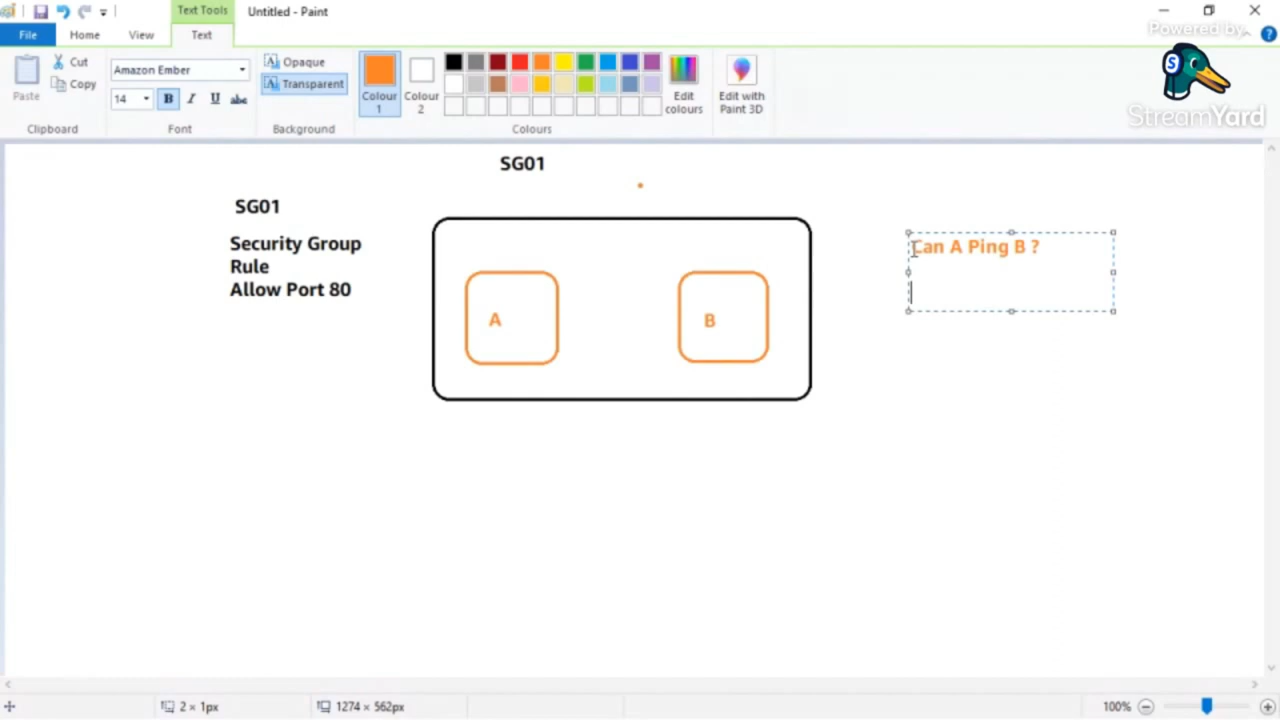 Text Tools
Untitled - Paint
Powered by
File
Home
View
Text
Paste
Cut
Copy
Clipboard
Amazon Ember
14
B
I
U
abc
Font
Opaque
Transparent
Background
Colour
1
Colour
2
Edit
colours
Edit with
Paint 3D
Colours
S
StreamYard
SG01
SG01
Security Group
Rule
Allow Port 80
A
B
Can A Ping B ?
2 × 1px
1274 × 562px
100%